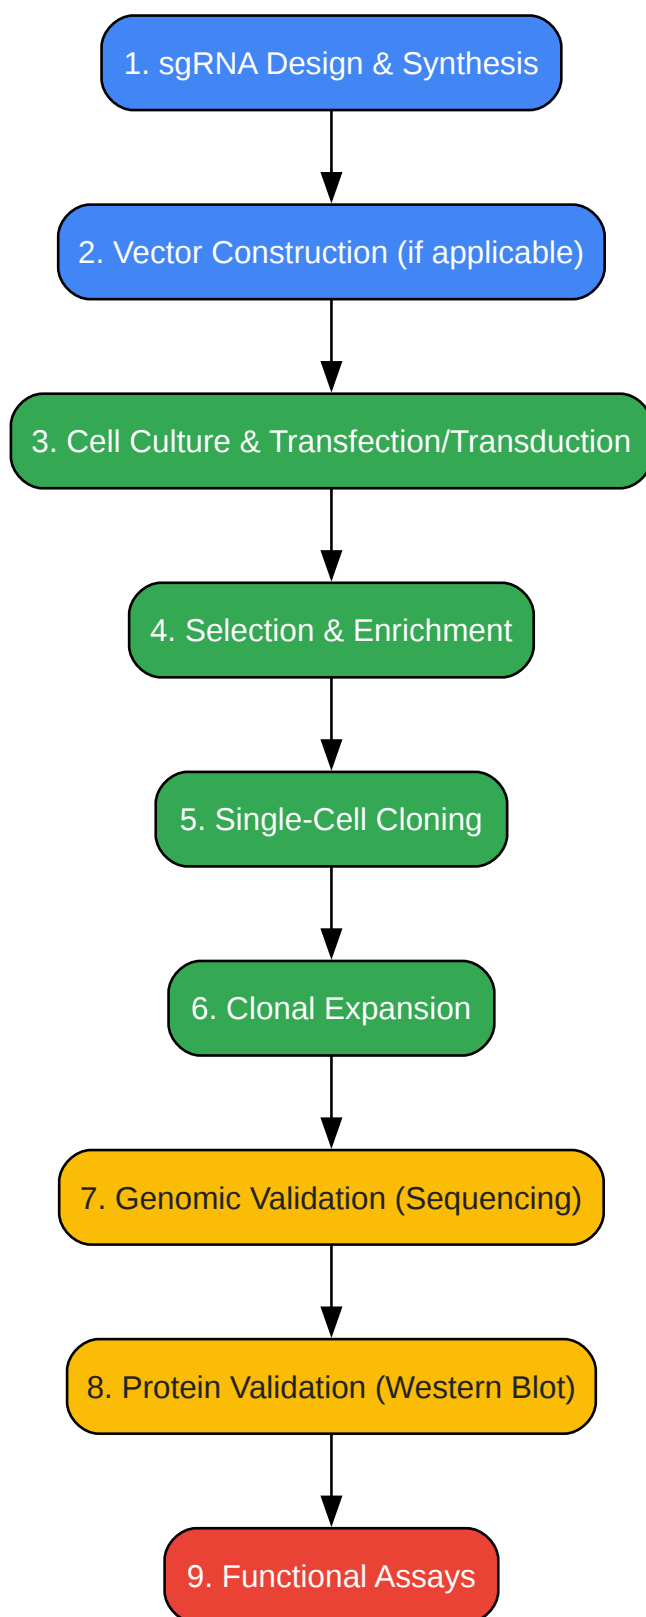 1. sgRNA Design & Synthesis
2. Vector Construction (if applicable)
3. Cell Culture & Transfection/Transduction
4. Selection & Enrichment
5. Single-Cell Cloning
6. Clonal Expansion
7. Genomic Validation (Sequencing)
8. Protein Validation (Western Blot)
9. Functional Assays